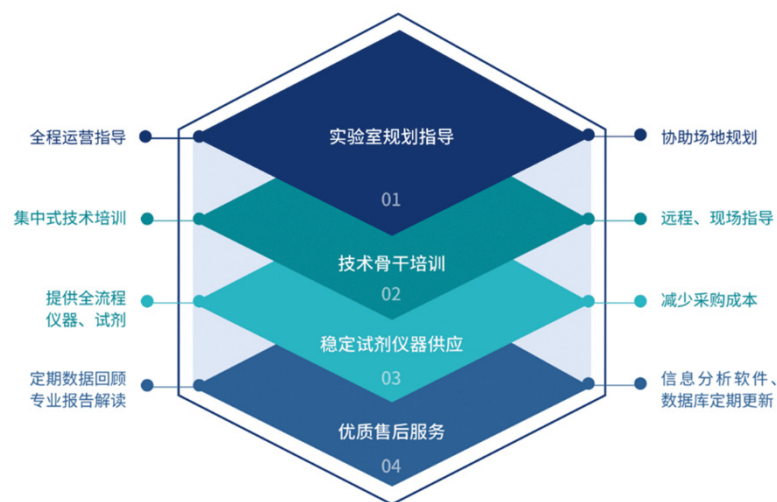 全程运营指导
实验室规划指导
协助场地规划
01
集中式技术培训
远程、现场指导
技术骨干培训
02
提供全流程
仪器、试剂
减少采购成本
稳定试剂仪器供应
03
定期数据回顾
专业报告解读
信息分析软件、
数据库定期更新
优质售后服务
04